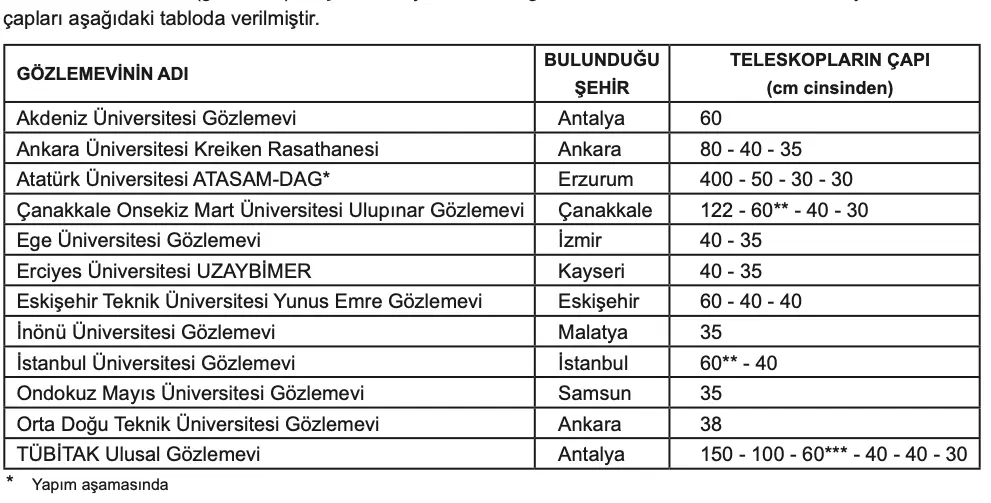 çapları aşağıdaki tabloda verilmiştir.
GÖZLEMEVİNİN ADI
BULUNDUĞU ŞEHİR
TELESKOPLARIN ÇAPI (cm cinsinden)
Akdeniz Üniversitesi Gözlemevi Antalya 60
Ankara Üniversitesi Kreiken Rasathanesi Ankara 80 - 40 - 35
Atatürk Üniversitesi ATASAM-DAG* Erzurum 400 - 50 - 30 - 30
Çanakkale Onsekiz Mart Üniversitesi Ulupınar Gözlemevi Çanakkale 122 - 60** - 40 - 30
Ege Üniversitesi Gözlemevi İzmir 40 - 35
Erciyes Üniversitesi UZAYBİMER Kayseri 40 - 35
Eskişehir Teknik Üniversitesi Yunus Emre Gözlemevi Eskişehir 60 - 40 - 40
İnönü Üniversitesi Gözlemevi Malatya 35
İstanbul Üniversitesi Gözlemevi İstanbul 60** - 40
Ondokuz Mayıs Üniversitesi Gözlemevi Samsun 35
Orta Doğu Teknik Üniversitesi Gözlemevi Ankara 38
TÜBİTAK Ulusal Gözlemevi Antalya 150 - 100 - 60*** - 40 - 40 - 30
* Yapım aşamasında